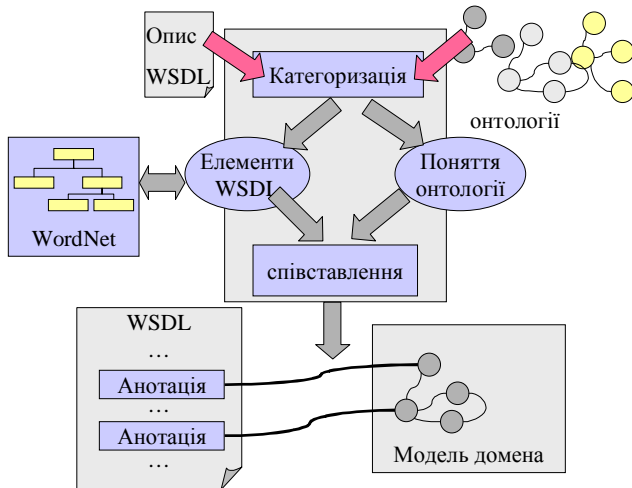 Опис
WSDL
Категоризація
онтології
Елементи
WSDL
Поняття
онтології
WordNet
співставлення
WSDL
…
Анотація
…
Анотація
…
Модель домена